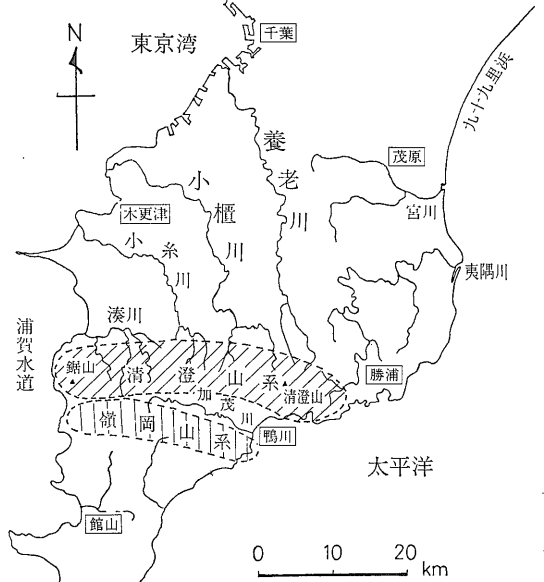 N
東京湾
千葉
九十九里浜
養老川
茂原
小櫃川
宮川
木更津
小糸川
夷隅川
湊川
浦賀水道
鋸山
清澄山系
清澄山
勝浦
加茂川
嶺岡山系
鴨川
太平洋
館山
0 10 20
km